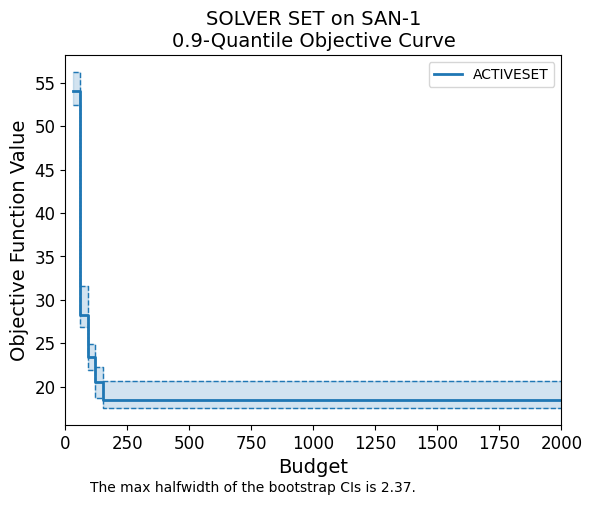 SOLVER SET on SAN-1
0.9-Quantile Objective Curve
ACTIVESET
Objective Function Value
55
50
45
40
35
30
25
20
0 250 500 750 1000 1250 1500 1750 2000
Budget
The max halfwidth of the bootstrap CIs is 2.37.